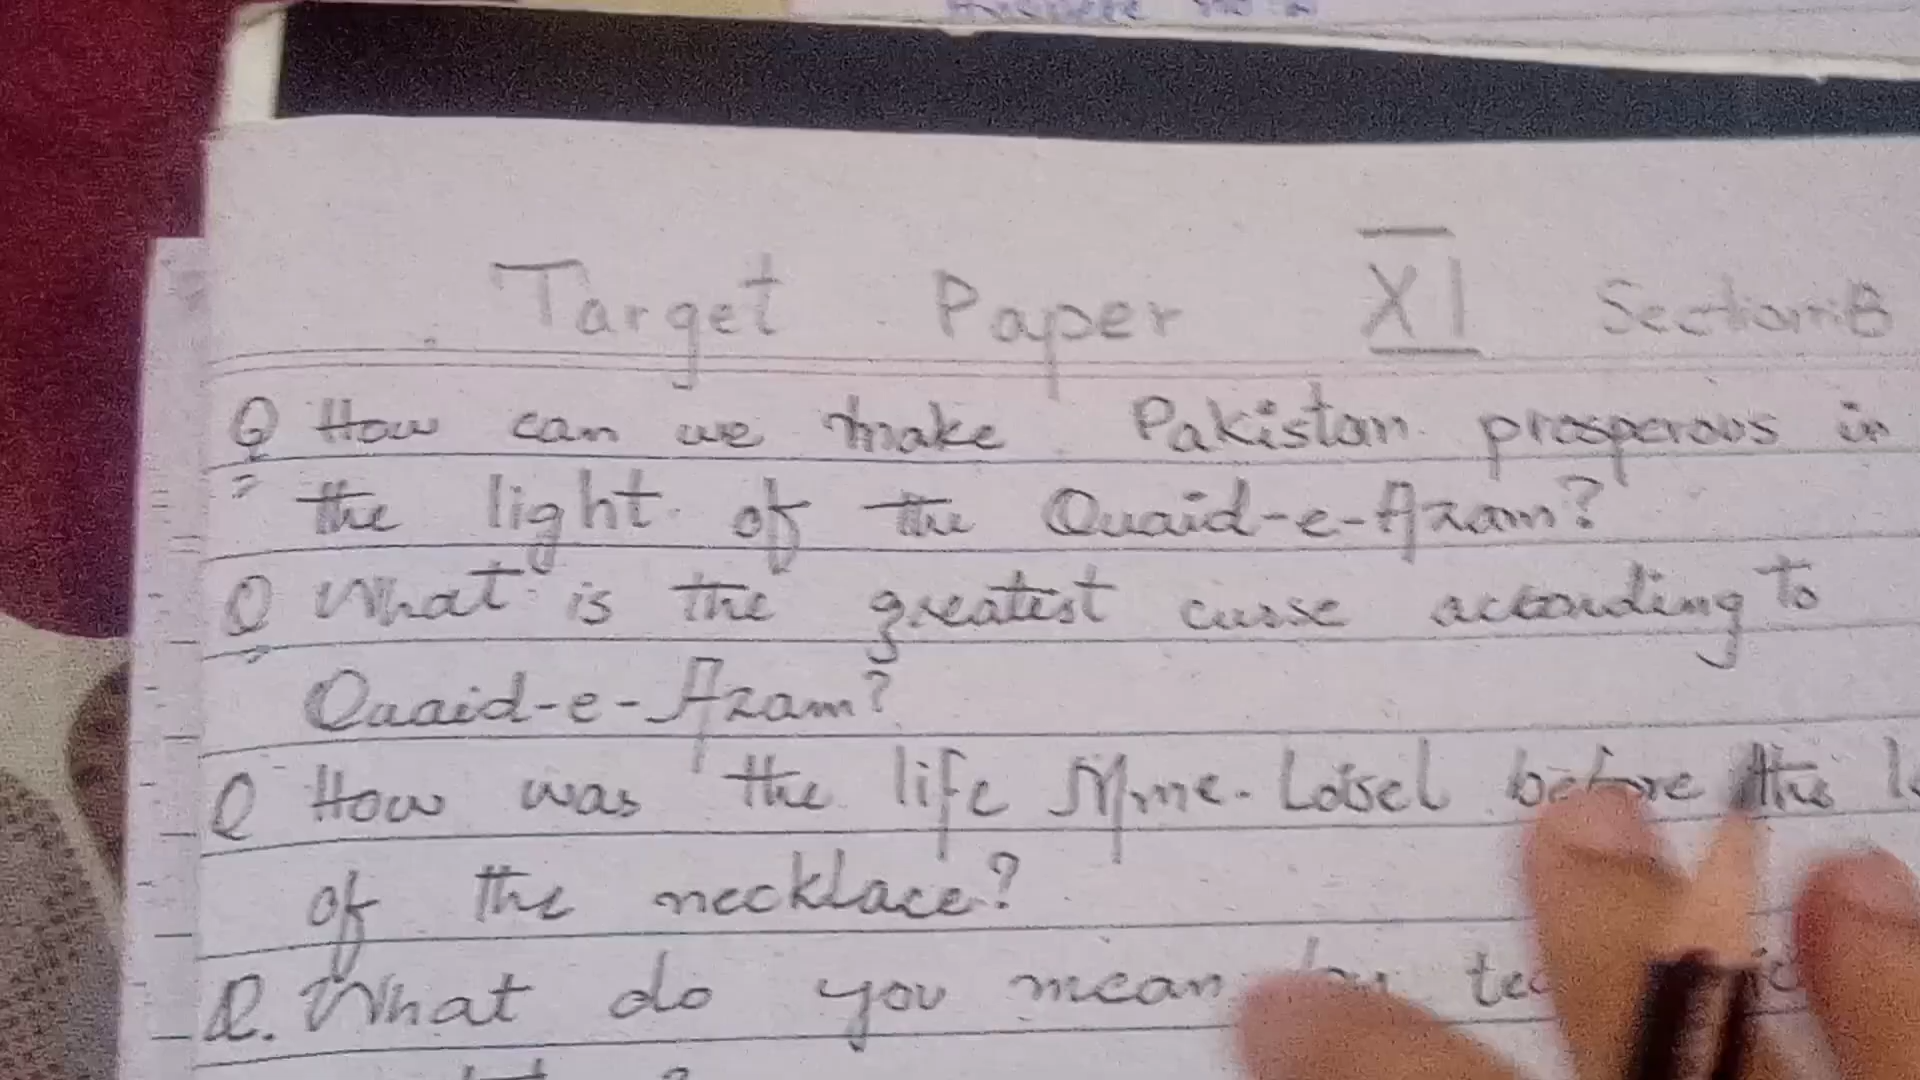 Target Paper XI Section:B
Q How can we make Pakistan prosperous in
the light of the Quaid-e-Azam?
Q What is the greatest curse according to
Quaid-e-Azam?
Q How was the life Mme. Loisel before the
of the necklace?
Q. What do you mean